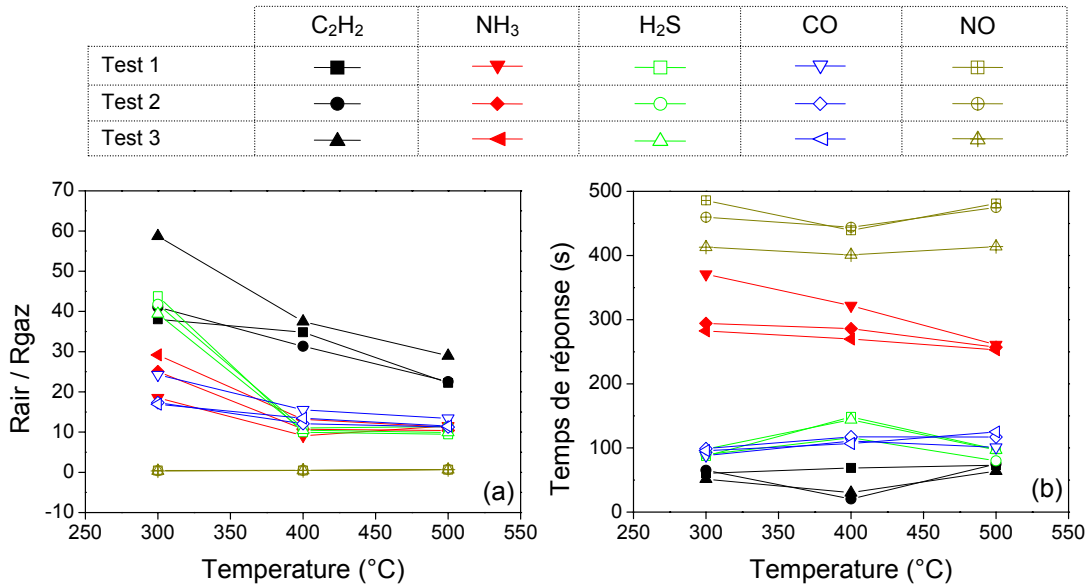 C₂H₂ NH₃ H₂S CO NO
Test 1
Test 2
Test 3
70
60
50
40
30
20
10
0
-10
Rair / Rgaz
(a)
250 300 350 400 450 500 550
Temperature (°C)
500
400
300
200
100
0
Temps de réponse (s)
(b)
250 300 350 400 450 500 550
Temperature (°C)